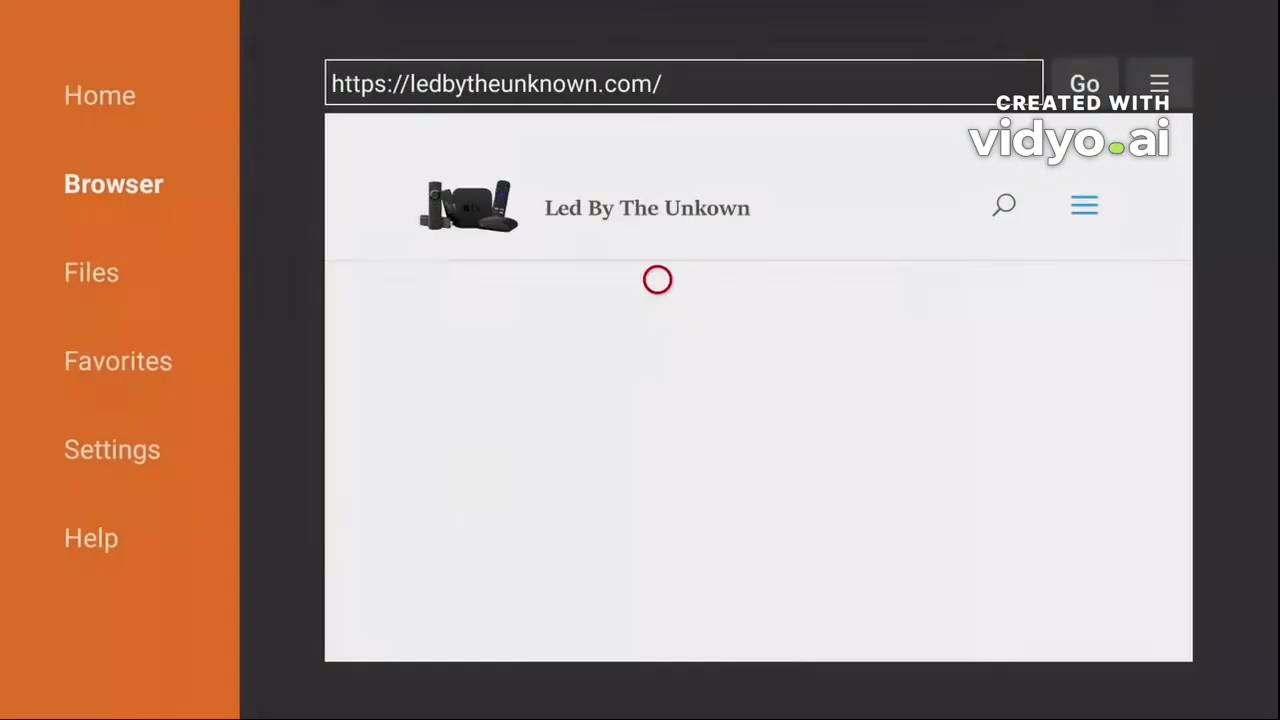 Home
Browser
Files
Favorites
Settings
Help
https://ledbytheunknown.com/
Go
CREATED WITH
vidyo.ai
Led By The Unkown